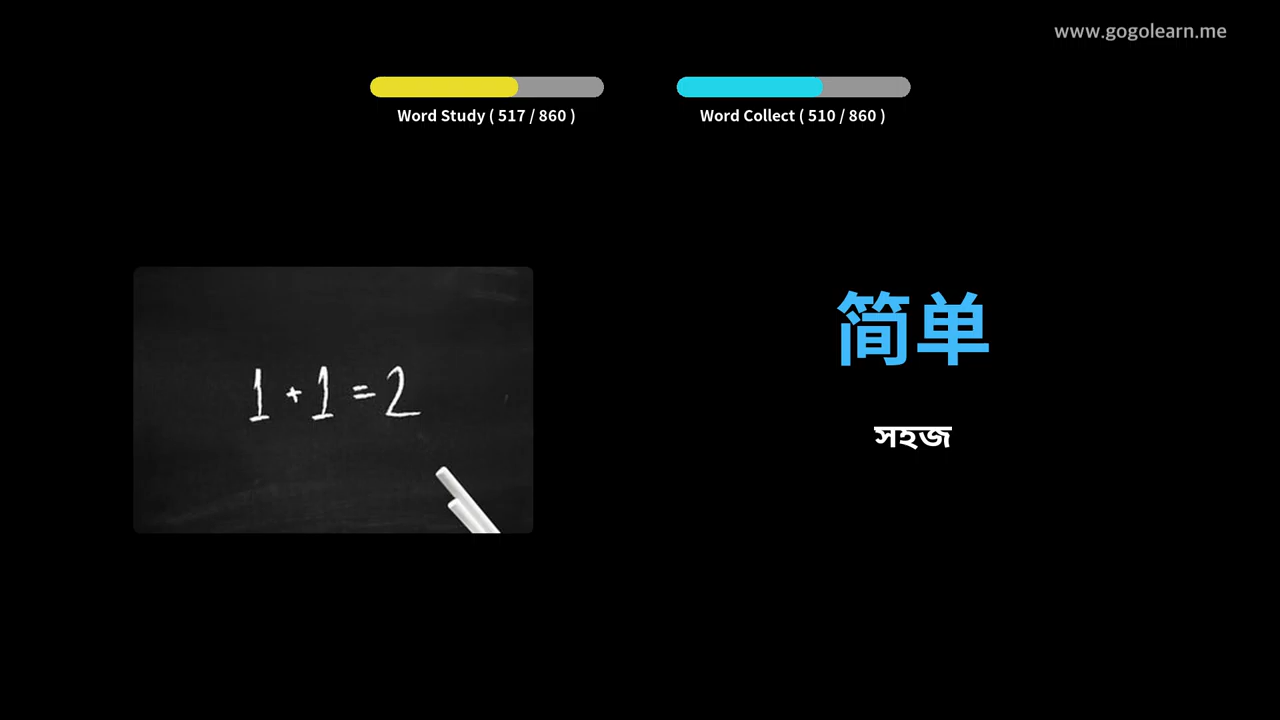 www.gogolearn.me
Word Study ( 517 / 860 )
Word Collect ( 510 / 860 )
1 + 1 = 2
简单
সহজ